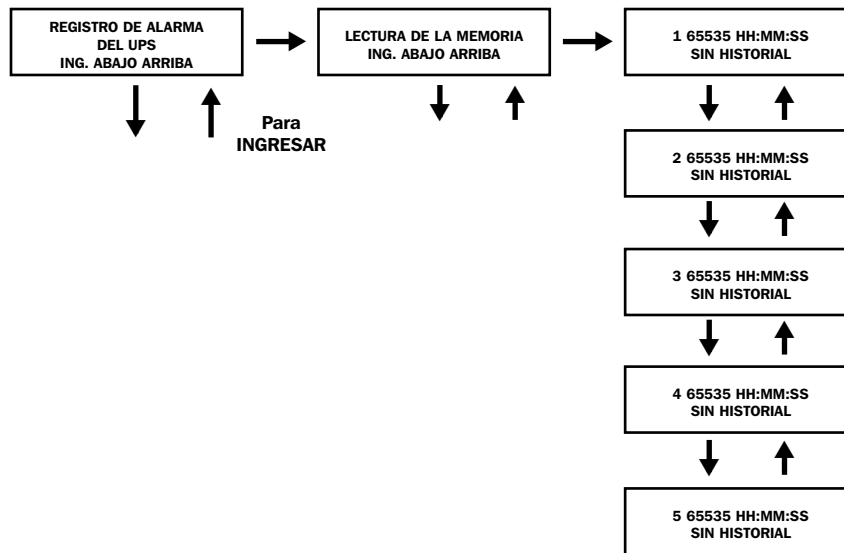 REGISTRO DE ALARMA
DEL UPS
ING. ABAJO ARRIBA
LECTURA DE LA MEMORIA
ING. ABAJO ARRIBA
1 65535 HH:MM:SS
SIN HISTORIAL
Para
INGRESAR
2 65535 HH:MM:SS
SIN HISTORIAL
3 65535 HH:MM:SS
SIN HISTORIAL
4 65535 HH:MM:SS
SIN HISTORIAL
5 65535 HH:MM:SS
SIN HISTORIAL